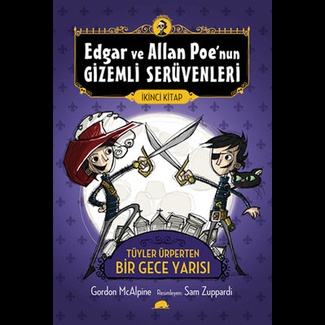 Edgar ve Allan Poe'nun
GİZEMLİ SERÜVENLERİ
İKİNCİ KİTAP
TÜYLER ÜRPERTEN
BİR GECE YARISI
Gordon McAlpine Resimleyen: Sam Zuppardi